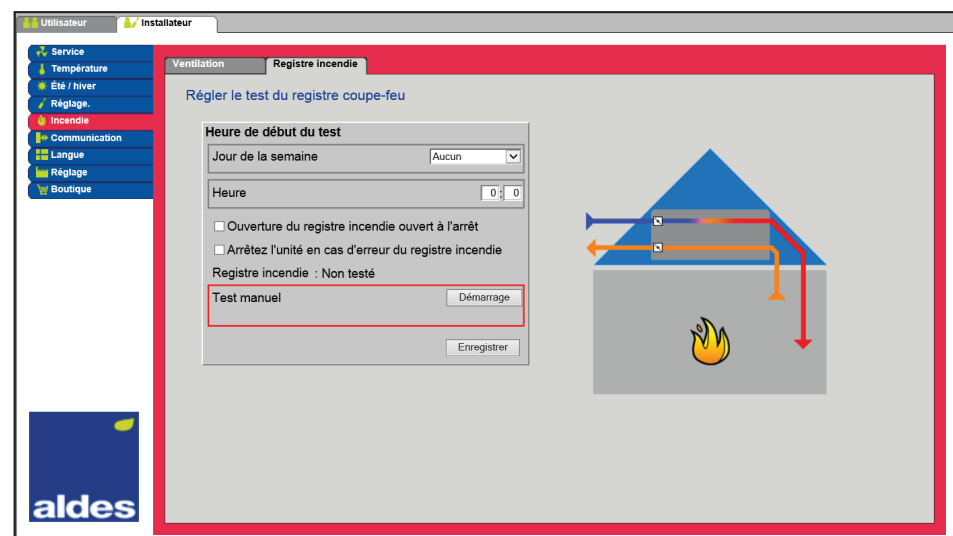 Utilisateur
Installateur
Service
Température
Été / hiver
Réglage.
Incendie
Communication
Langue
Réglage
Boutique
Ventilation
Registre incendie
Régler le test du registre coupe-feu
Heure de début du test
Jour de la semaine
Aucun
Heure
0 : 0
Ouverture du registre incendie ouvert à l'arrêt
Arrêtez l'unité en cas d'erreur du registre incendie
Registre incendie : Non testé
Test manuel
Démarrage
Enregistrer
aldes